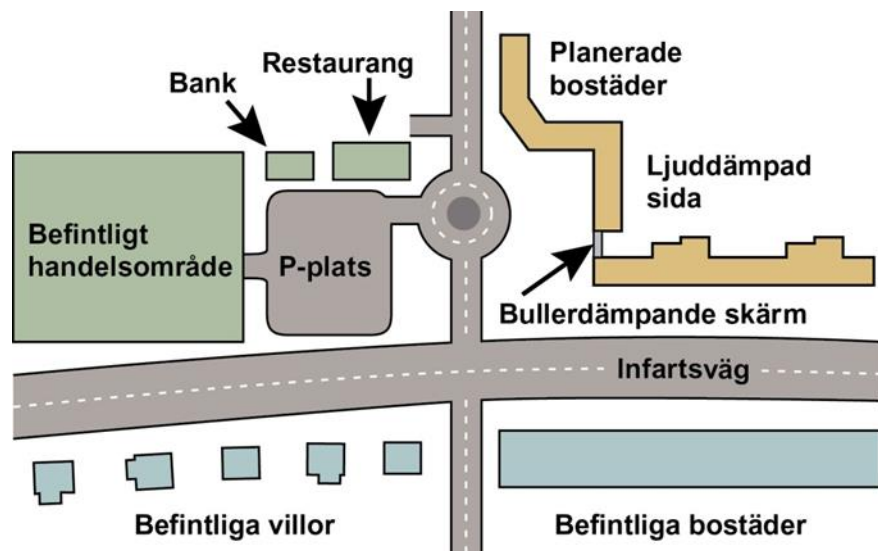 Restaurang
Bank
Planerade
bostäder
Ljuddämpad
sida
Befintligt
handelsområde
P-plats
Bullerdämpande skärm
Infartsväg
Befintliga villor
Befintliga bostäder